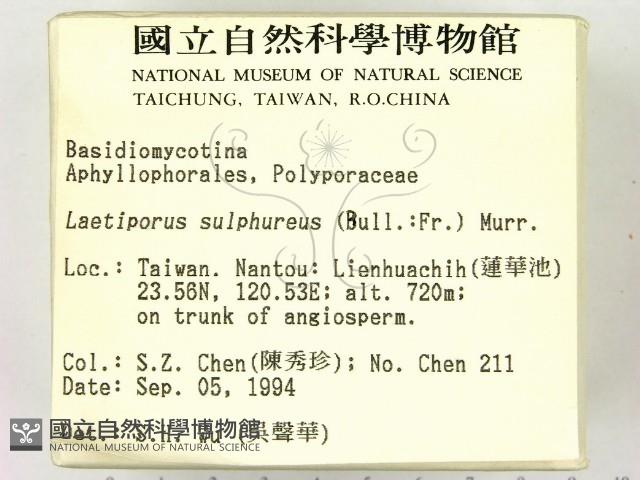 國立自然科學博物館
NATIONAL MUSEUM OF NATURAL SCIENCE
TAICHUNG, TAIWAN, R.O.CHINA
Basidiomycotina
Aphyllophorales, Polyporaceae
Laetiporus sulphureus (Bull.:Fr.) Murr.
Loc.: Taiwan. Nantou: Lienhuachih(蓮華池)
23.56N, 120.53E; alt. 720m;
on trunk of angiosperm.
Col.: S.Z. Chen(陳秀珍); No. Chen 211
Date: Sep. 05, 1994
(吳聲華)
國立自然科學博物館
NATIONAL MUSEUM OF NATURAL SCIENCE